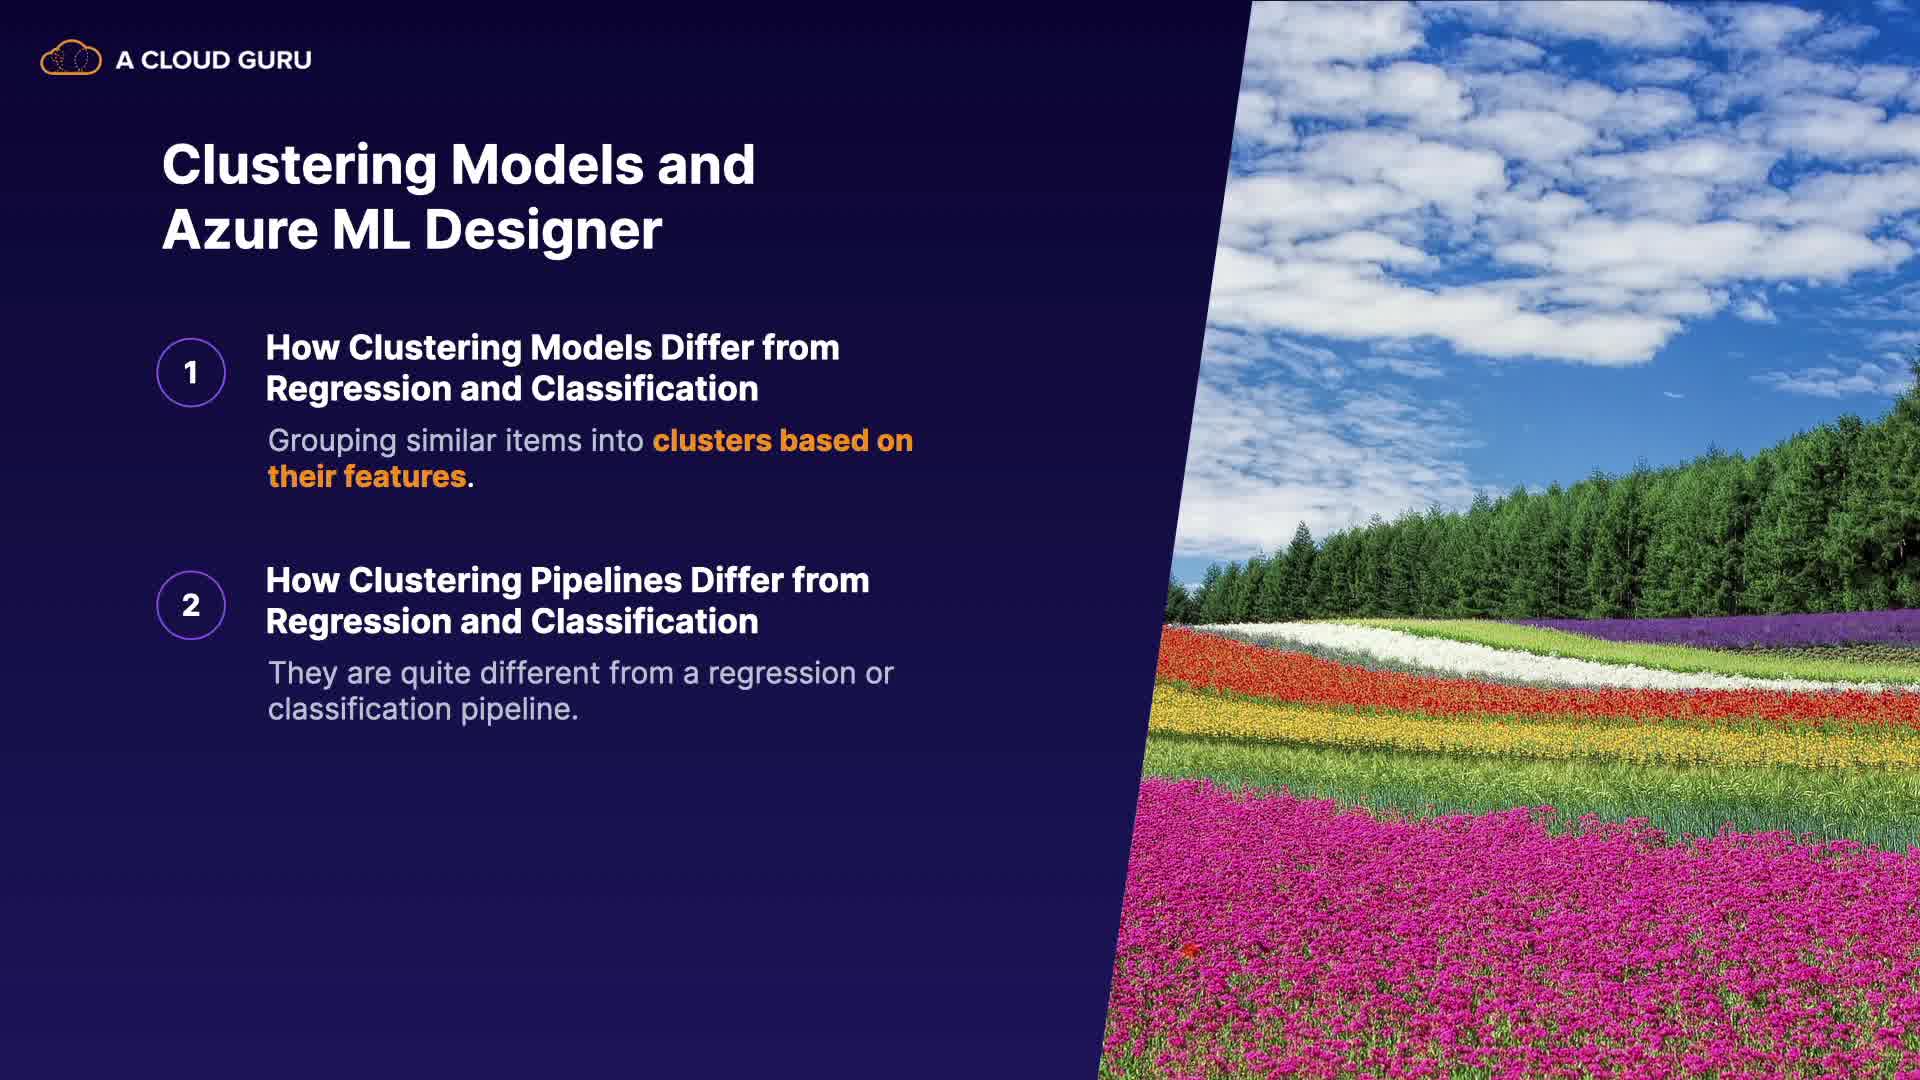 A CLOUD GURU
Clustering Models and
Azure ML Designer
1
How Clustering Models Differ from
Regression and Classification
Grouping similar items into clusters based on
their features.
2
How Clustering Pipelines Differ from
Regression and Classification
They are quite different from a regression or
classification pipeline.